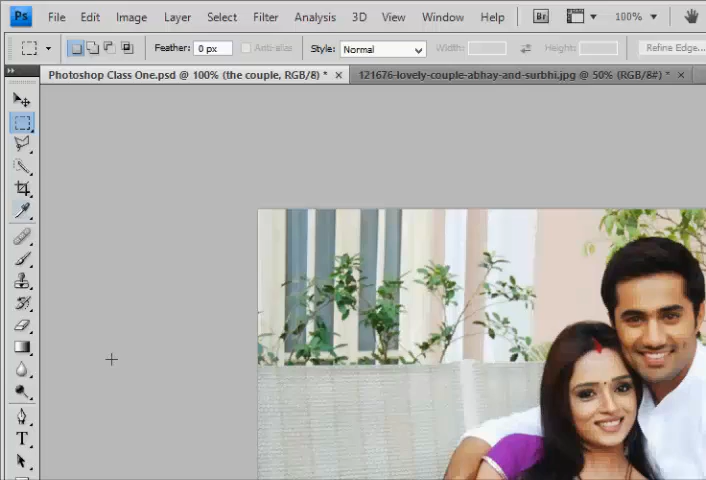 Ps File Edit Image Layer Select Filter Analysis 3D View Window Help Br 100%
Feather: 0 px Anti-alias Style: Normal Width: Height: Refine Edge...
Photoshop Class One.psd @ 100% (the couple, RGB/8) * × 121676-lovely-couple-abhay-and-surbhi.jpg @ 50% (RGB/8#) * ×
T